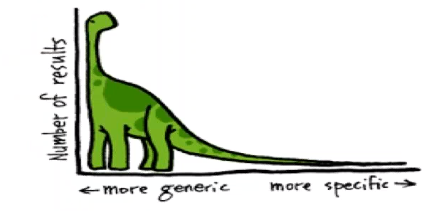 Number of results
←more generic more specific→